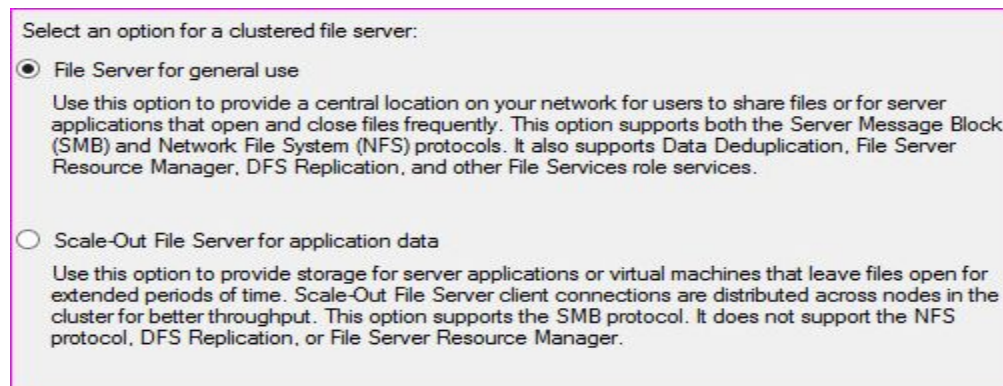 Select an option for a clustered file server:
File Server for general use
Use this option to provide a central location on your network for users to share files or for server
applications that open and close files frequently. This option supports both the Server Message Block
(SMB) and Network File System (NFS) protocols. It also supports Data Deduplication, File Server
Resource Manager, DFS Replication, and other File Services role services.
Scale-Out File Server for application data
Use this option to provide storage for server applications or virtual machines that leave files open for
extended periods of time. Scale-Out File Server client connections are distributed across nodes in the
cluster for better throughput. This option supports the SMB protocol. It does not support the NFS
protocol, DFS Replication, or File Server Resource Manager.